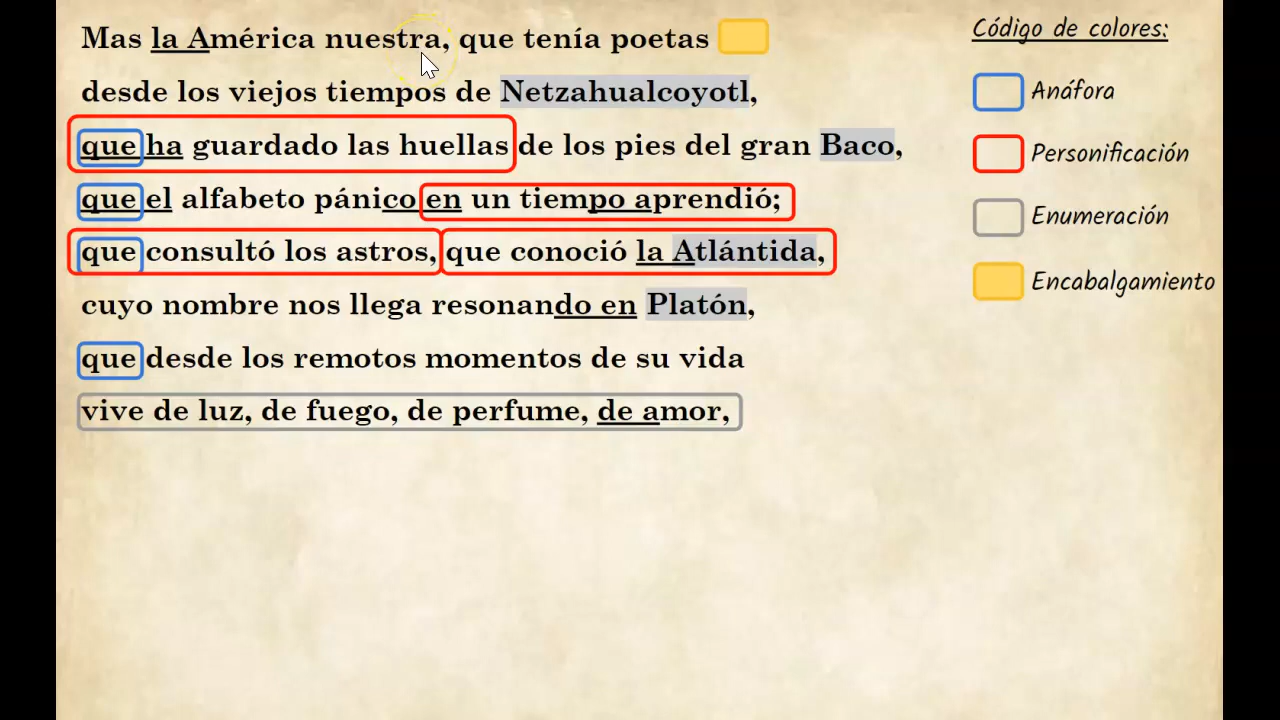 Mas la América nuestra, que tenía poetas
desde los viejos tiempos de Netzahualcoyotl,
que ha guardado las huellas de los pies del gran Baco,
que el alfabeto pánico en un tiempo aprendió;
que consultó los astros, que conoció la Atlántida,
cuyo nombre nos llega resonando en Platón,
que desde los remotos momentos de su vida
vive de luz, de fuego, de perfume, de amor,
Código de colores:
Anáfora
Personificación
Enumeración
Encabalgamiento